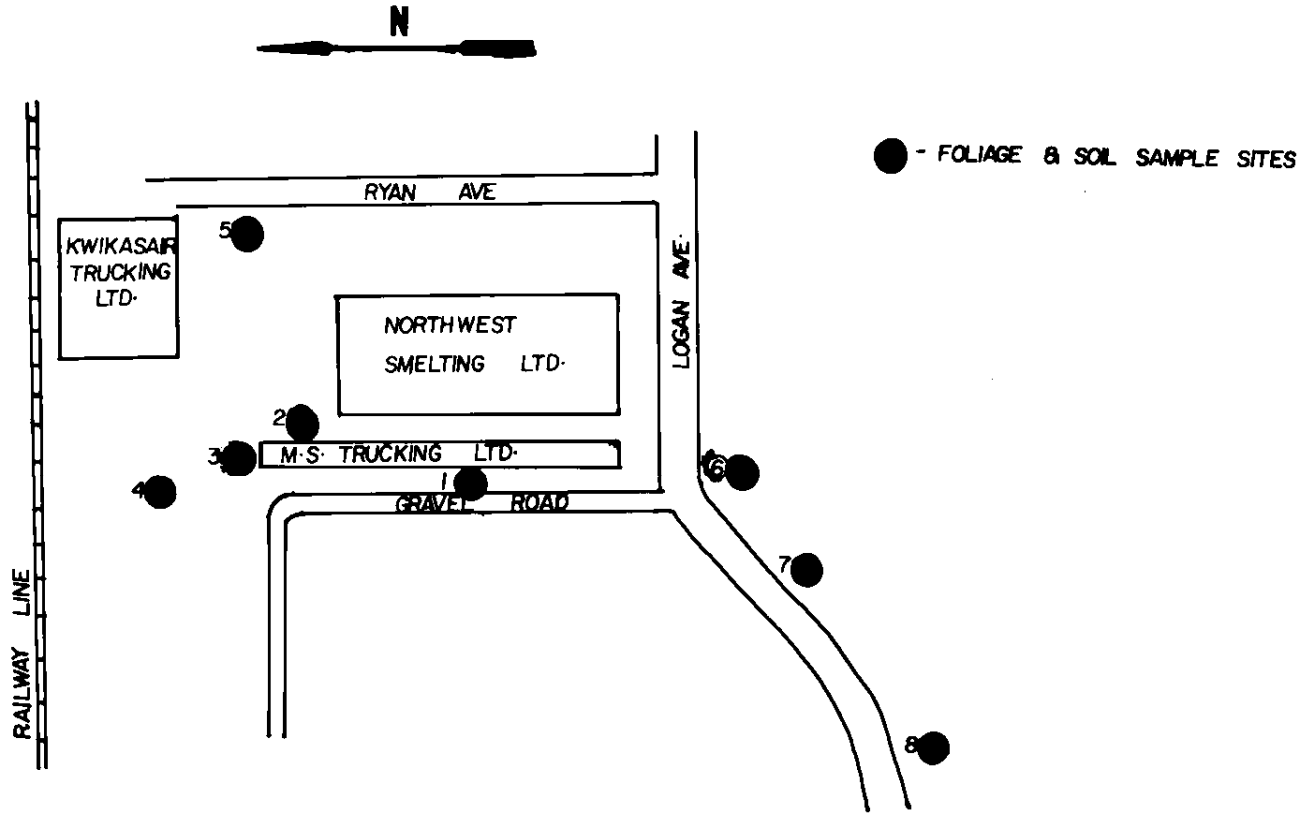 N
- FOLIAGE & SOIL SAMPLE SITES
RYAN AVE
5
KWIKASAIR
TRUCKING
LTD.
LOGAN AVE.
NORTHWEST
SMELTING LTD.
2
3
M.S. TRUCKING LTD.
6
1
4
GRAVEL ROAD
7
RAILWAY LINE
8